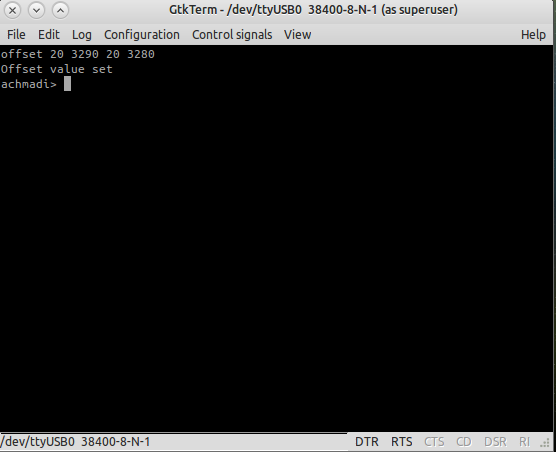 GtkTerm - /dev/ttyUSB0 38400-8-N-1 (as superuser)
File Edit Log Configuration Control signals View Help
offset 20 3290 20 3280
Offset value set
achmadi>
/dev/ttyUSB0 38400-8-N-1 DTR RTS CTS CD DSR RI